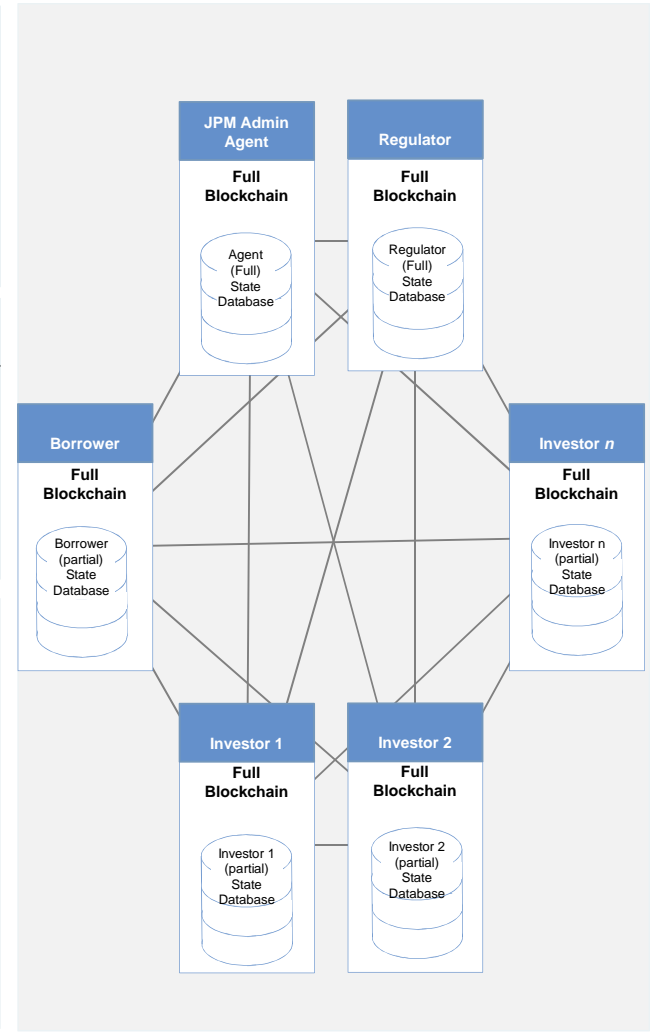 JPM Admin
Agent
Full
Blockchain
Agent
(Full)
State
Database
Regulator
Full
Blockchain
Regulator
(Full)
State
Database
Borrower
Full
Blockchain
Borrower
(partial)
State
Database
Investor n
Full
Blockchain
Investor n
(partial)
State
Database
Investor 1
Full
Blockchain
Investor 1
(partial)
State
Database
Investor 2
Full
Blockchain
Investor 2
(partial)
State
Database